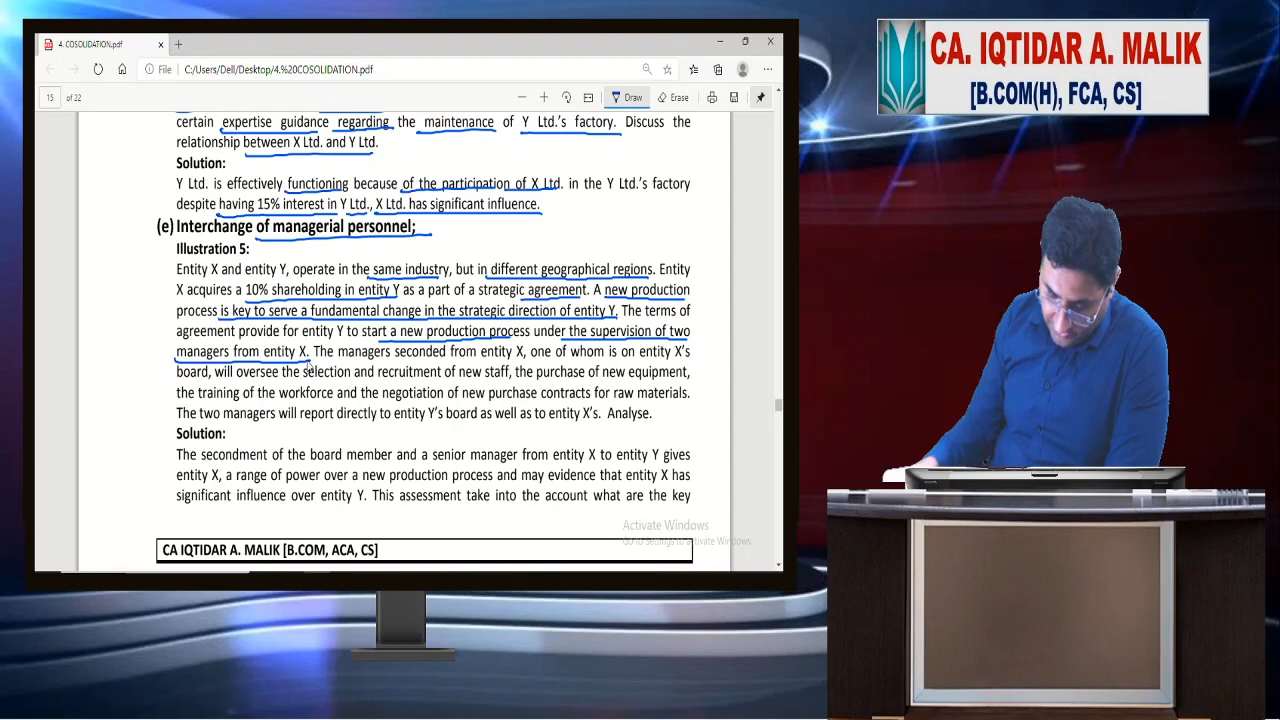 4. COSOLIDATION.pdf
File C:/Users/Dell/Desktop/4.%20COSOLIDATION.pdf
15 of 22 Draw Erase
certain expertise guidance regarding the maintenance of Y Ltd.'s factory. Discuss the
relationship between X Ltd. and Y Ltd.
Solution:
Y Ltd. is effectively functioning because of the participation of X Ltd. in the Y Ltd.'s factory
despite having 15% interest in Y Ltd., X Ltd. has significant influence.
(e) Interchange of managerial personnel;
Illustration 5:
Entity X and entity Y, operate in the same industry, but in different geographical regions. Entity
X acquires a 10% shareholding in entity Y as a part of a strategic agreement. A new production
process is key to serve a fundamental change in the strategic direction of entity Y. The terms of
agreement provide for entity Y to start a new production process under the supervision of two
managers from entity X. The managers seconded from entity X, one of whom is on entity X's
board, will oversee the selection and recruitment of new staff, the purchase of new equipment,
the training of the workforce and the negotiation of new purchase contracts for raw materials.
The two managers will report directly to entity Y's board as well as to entity X's. Analyse.
Solution:
The secondment of the board member and a senior manager from entity X to entity Y gives
entity X, a range of power over a new production process and may evidence that entity X has
significant influence over entity Y. This assessment take into the account what are the key
Activate Windows
Go to Settings to activate Windows.
CA IQTIDAR A. MALIK [B.COM, ACA, CS]
CA. IQTIDAR A. MALIK
[B.COM(H), FCA, CS]